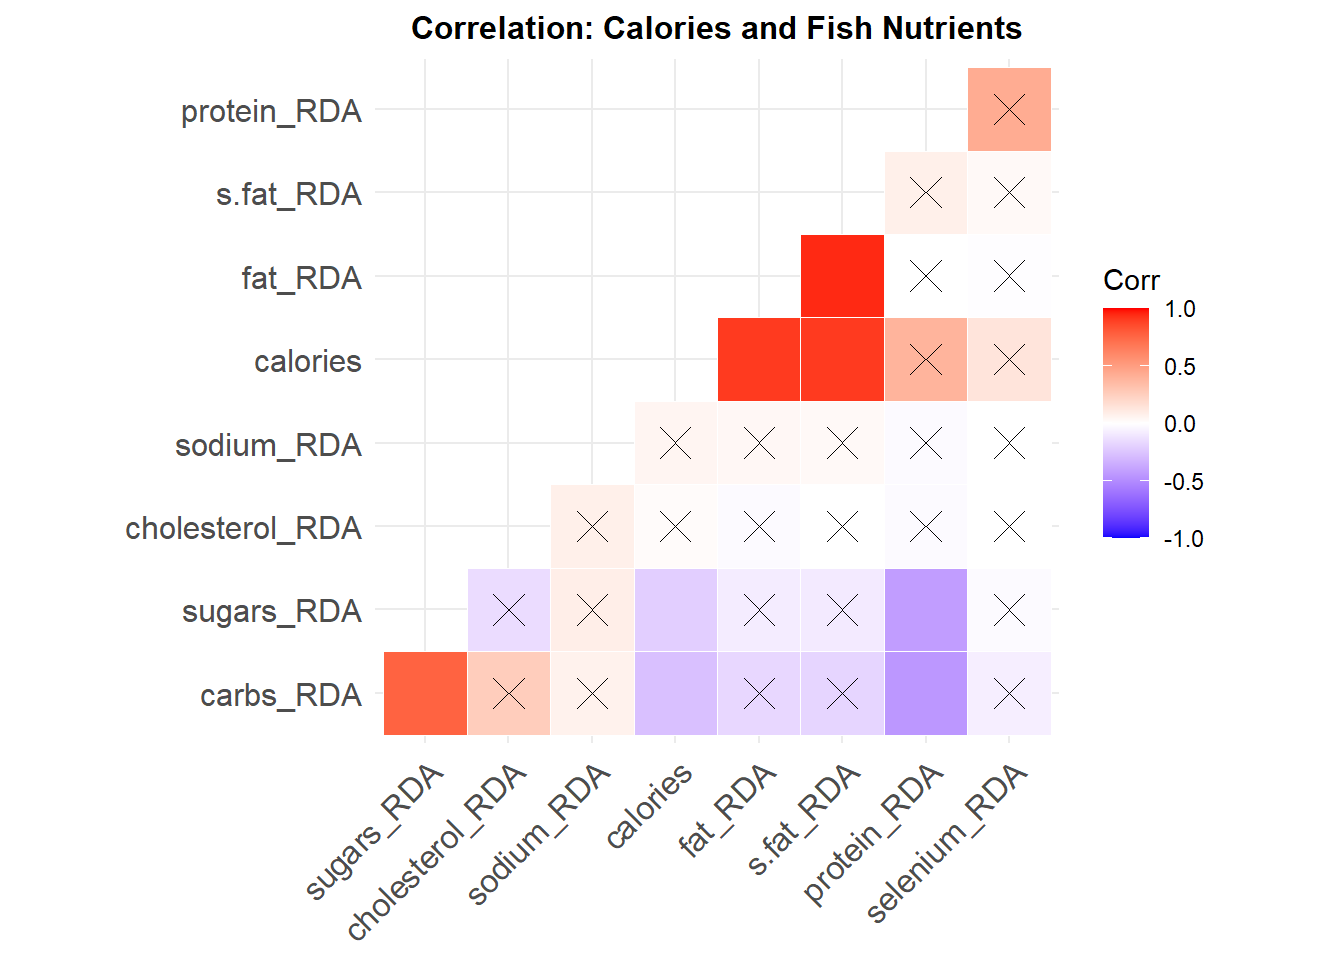 Correlation: Calories and Fish Nutrients
protein_RDA
s.fat_RDA
fat_RDA
calories
sodium_RDA
cholesterol_RDA
sugars_RDA
carbs_RDA
sugars_RDA
cholesterol_RDA
sodium_RDA
calories
fat_RDA
s.fat_RDA
protein_RDA
selenium_RDA
Corr
1.0
0.5
0.0
-0.5
-1.0